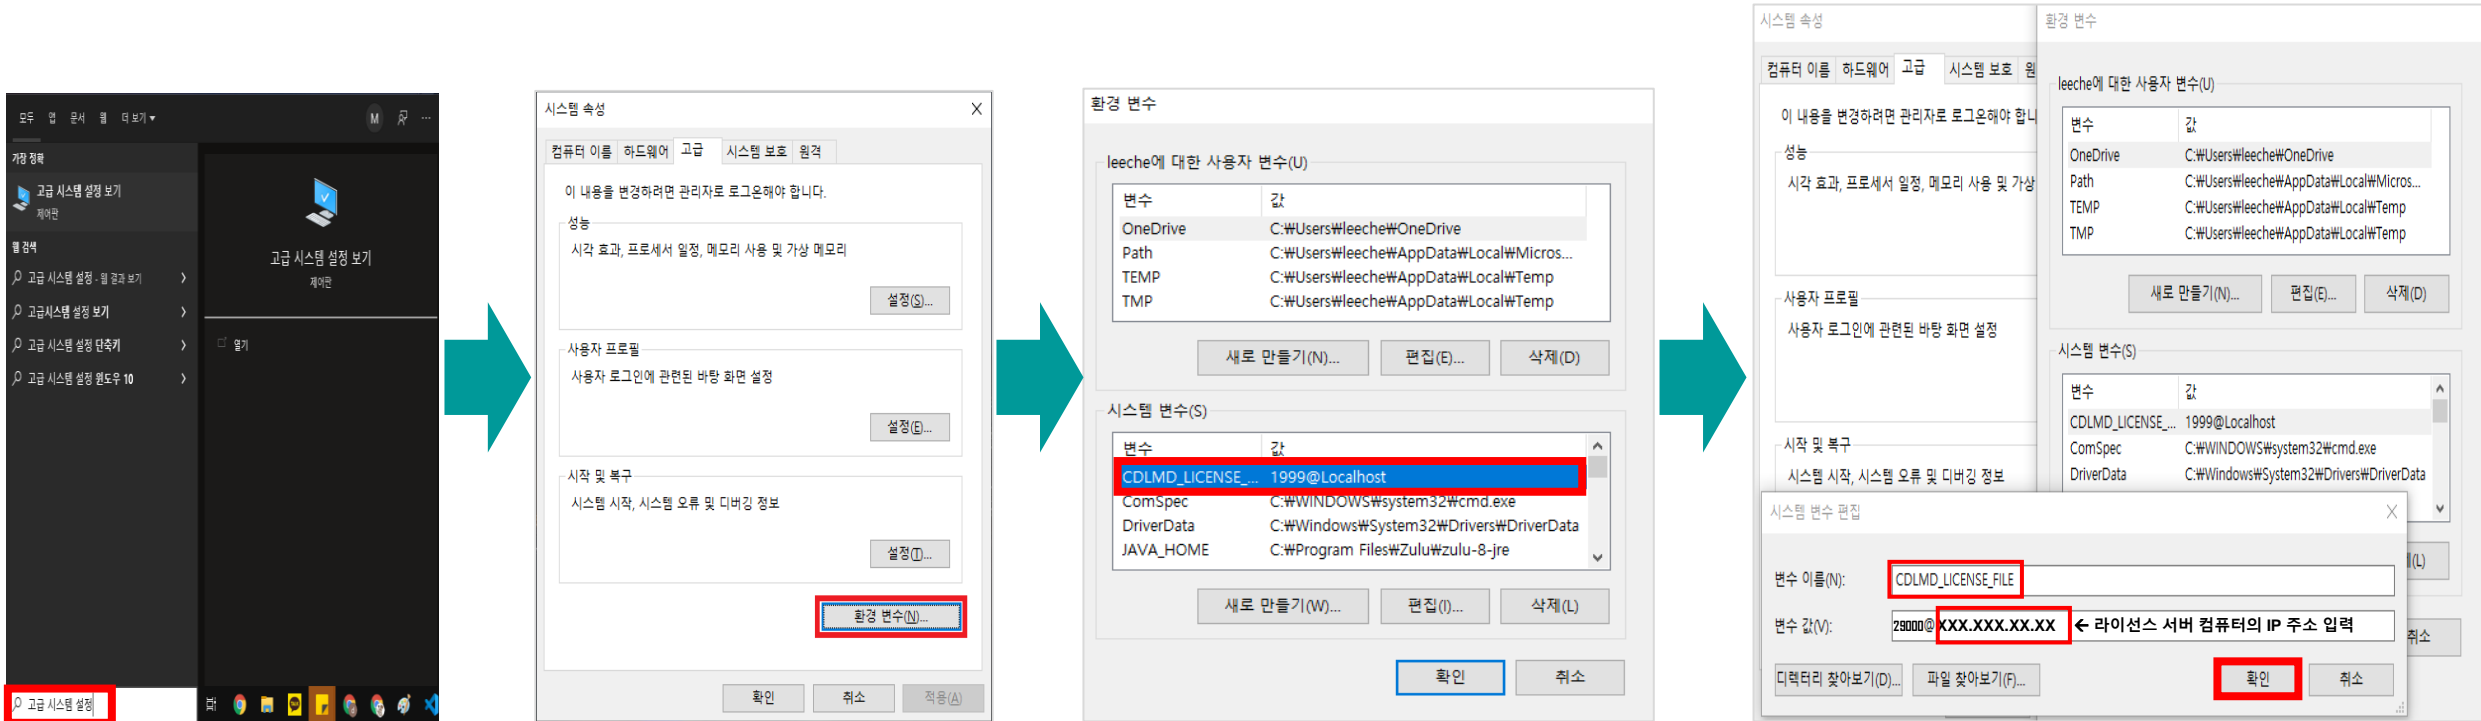 모두 앱 문서 웹 더 보기 ▾ M ···
가장 정확
고급 시스템 설정 보기
제어판
웹 검색
고급 시스템 설정 - 웹 결과 보기
고급시스템 설정 보기
고급 시스템 설정 단축키
고급 시스템 설정 윈도우 10
고급 시스템 설정 보기
제어판
열기
고급 시스템 설정
시스템 속성
컴퓨터 이름 하드웨어 고급 시스템 보호 원격
이 내용을 변경하려면 관리자로 로그온해야 합니다.
성능
시각 효과, 프로세서 일정, 메모리 사용 및 가상 메모리
설정(S)...
사용자 프로필
사용자 로그인에 관련된 바탕 화면 설정
설정(E)...
시작 및 복구
시스템 시작, 시스템 오류 및 디버깅 정보
설정(T)...
환경 변수(N)...
확인 취소 적용(A)
환경 변수
leeche에 대한 사용자 변수(U)
변수 값
OneDrive C:₩Users₩leeche₩OneDrive
Path C:₩Users₩leeche₩AppData₩Local₩Micros...
TEMP C:₩Users₩leeche₩AppData₩Local₩Temp
TMP C:₩Users₩leeche₩AppData₩Local₩Temp
새로 만들기(N)... 편집(E)... 삭제(D)
시스템 변수(S)
변수 값
CDLMD_LICENSE_... 1999@Localhost
ComSpec C:₩WINDOWS₩system32₩cmd.exe
DriverData C:₩Windows₩System32₩Drivers₩DriverData
JAVA_HOME C:₩Program Files₩Zulu₩zulu-8-jre
새로 만들기(W)... 편집(I)... 삭제(L)
확인 취소
시스템 속성
컴퓨터 이름 하드웨어 고급 시스템 보호 원
이 내용을 변경하려면 관리자로 로그온해야 합니
성능
시각 효과, 프로세서 일정, 메모리 사용 및 가상
사용자 프로필
사용자 로그인에 관련된 바탕 화면 설정
시작 및 복구
시스템 시작, 시스템 오류 및 디버깅 정보
환경 변수
leeche에 대한 사용자 변수(U)
변수 값
OneDrive C:₩Users₩leeche₩OneDrive
Path C:₩Users₩leeche₩AppData₩Local₩Micros...
TEMP C:₩Users₩leeche₩AppData₩Local₩Temp
TMP C:₩Users₩leeche₩AppData₩Local₩Temp
새로 만들기(N)... 편집(E)... 삭제(D)
시스템 변수(S)
변수 값
CDLMD_LICENSE_... 1999@Localhost
ComSpec C:₩WINDOWS₩system32₩cmd.exe
DriverData C:₩Windows₩System32₩Drivers₩DriverData
(L)
취소
시스템 변수 편집
변수 이름(N): CDLMD_LICENSE_FILE
변수 값(V): 29000@XXX.XXX.XX.XX ← 라이선스 서버 컴퓨터의 IP 주소 입력
디렉터리 찾아보기(D)... 파일 찾아보기(F)... 확인 취소